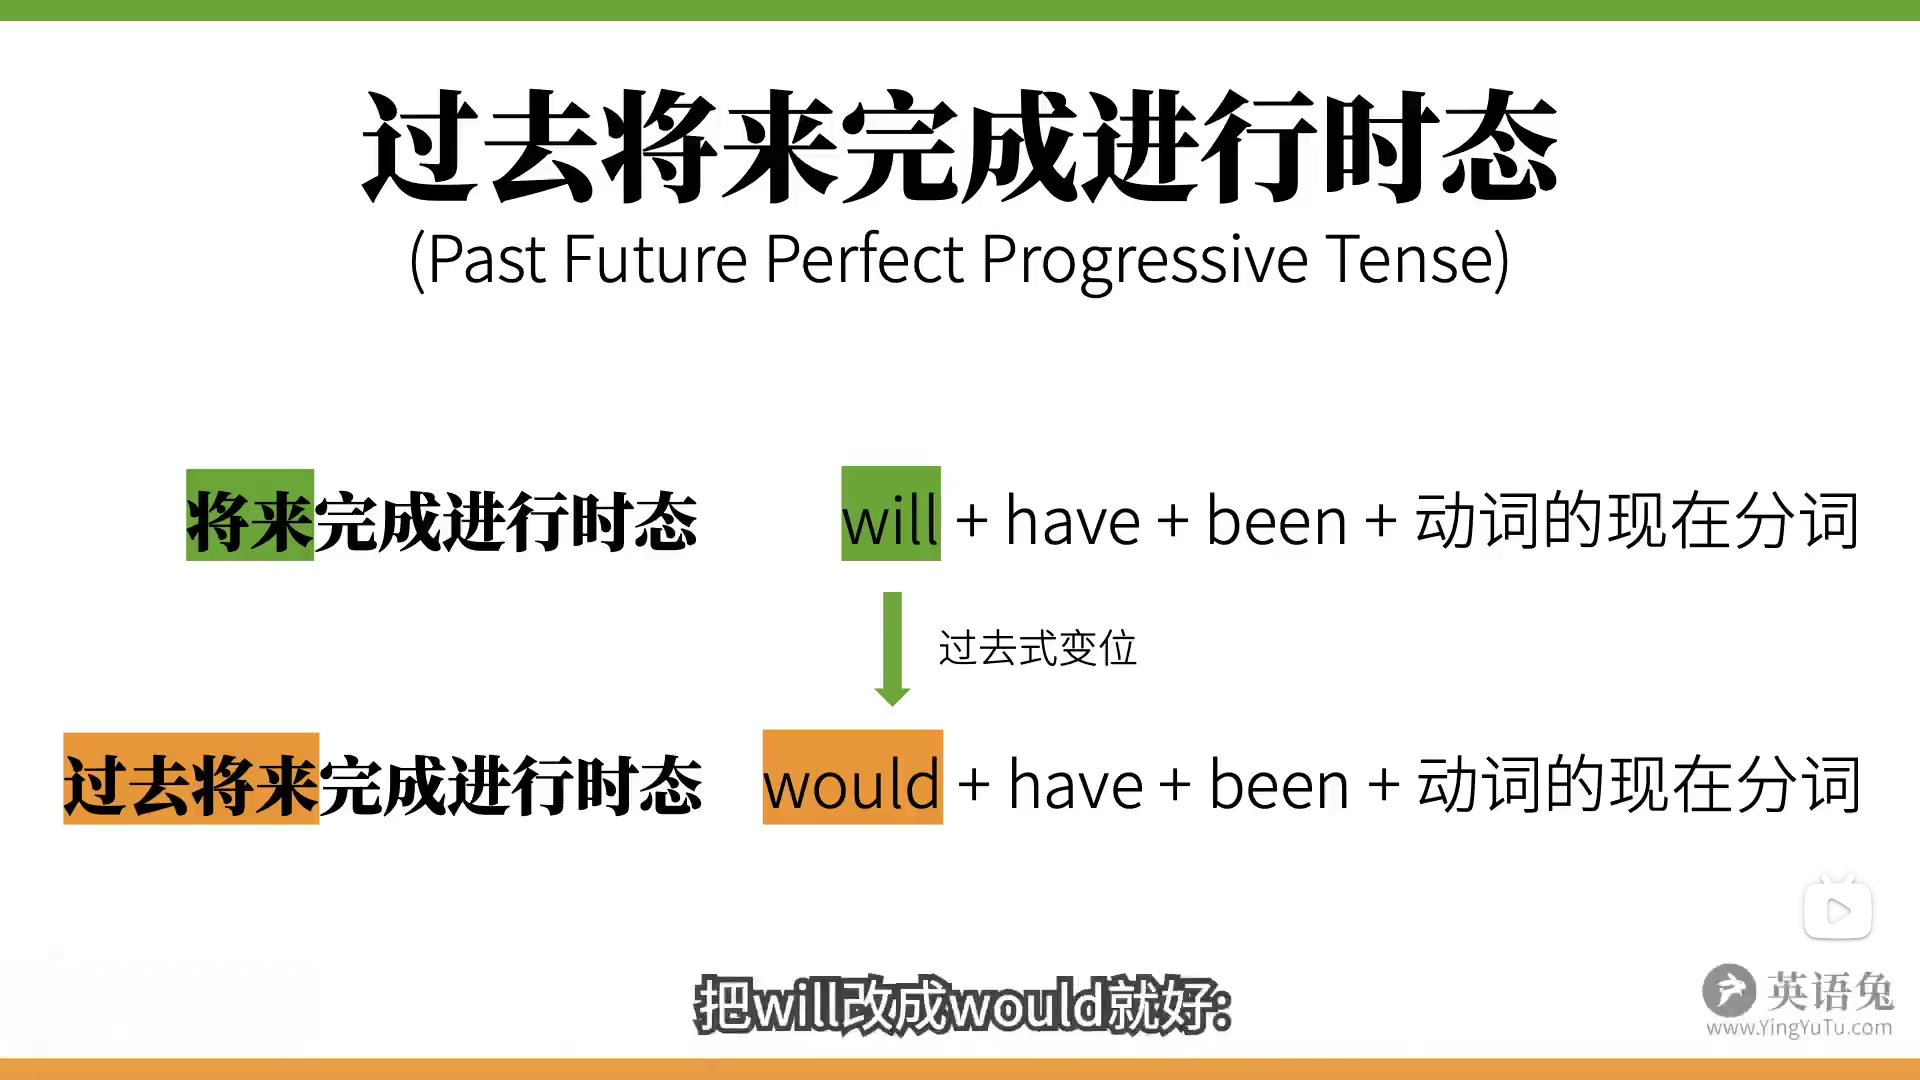 过去将来完成进行时态
(Past Future Perfect Progressive Tense)
将来完成进行时态 will + have + been + 动词的现在分词
过去式变位
过去将来完成进行时态 would + have + been + 动词的现在分词
把will改成would就好:
英语兔
www.YingYuTu.com